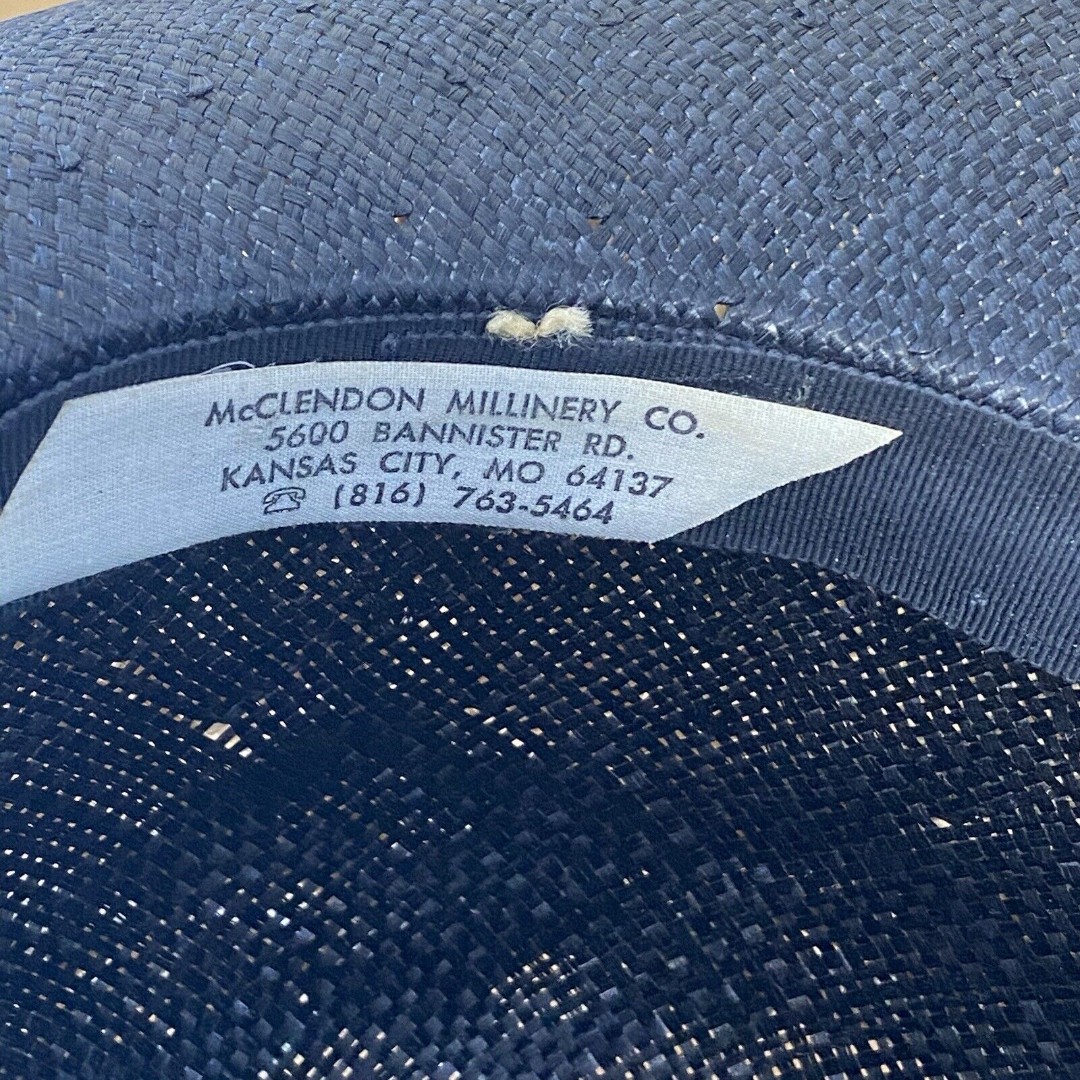 McCLENDON MILLINERY CO.
5600 BANNISTER RD.
KANSAS CITY, MO 64137
☎ (816) 763-5464